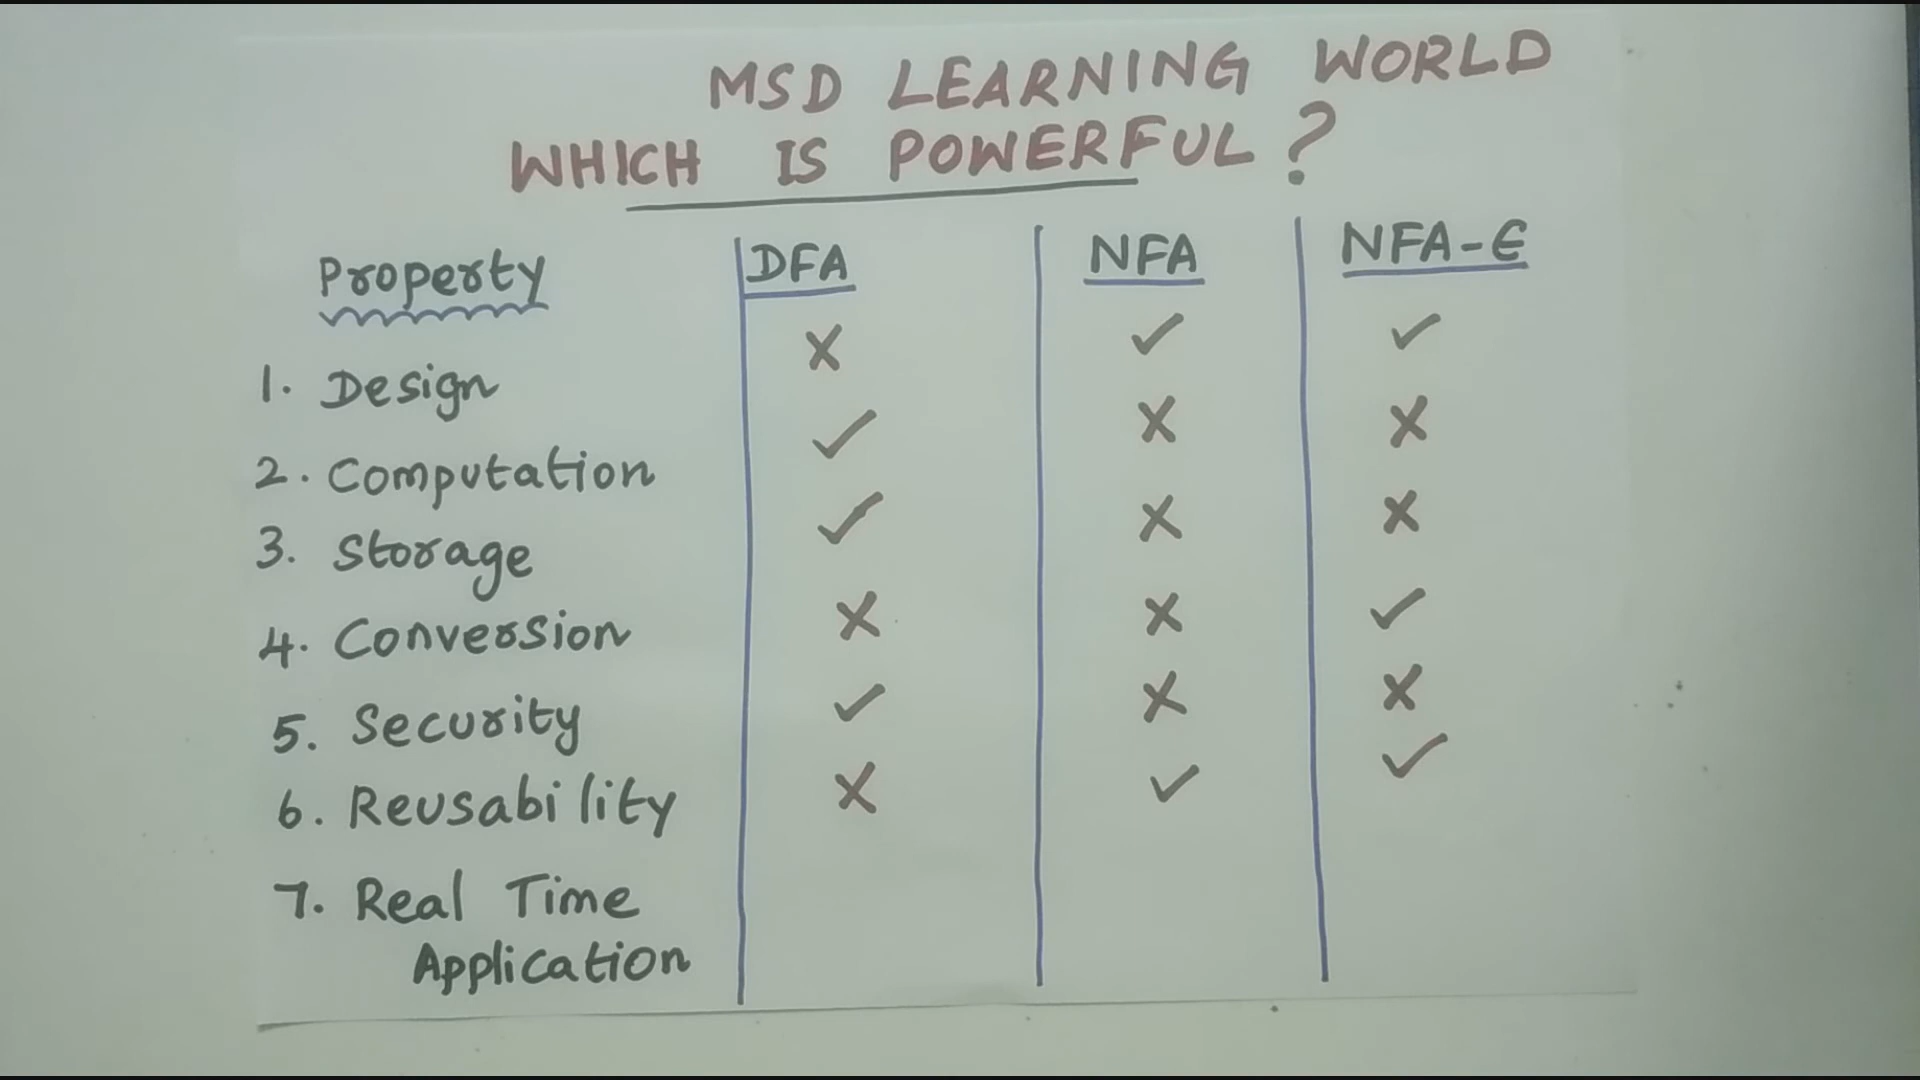 MSD LEARNING WORLD
WHICH IS POWERFUL?
Property DFA NFA NFA-ϵ
1. Design ✗ ✓ ✓
2. Computation ✓ ✗ ✗
3. Storage ✓ ✗ ✗
4. Conversion ✗ ✗ ✓
5. Security ✓ ✗ ✗
6. Reusability ✗ ✓ ✓
7. Real Time
Application